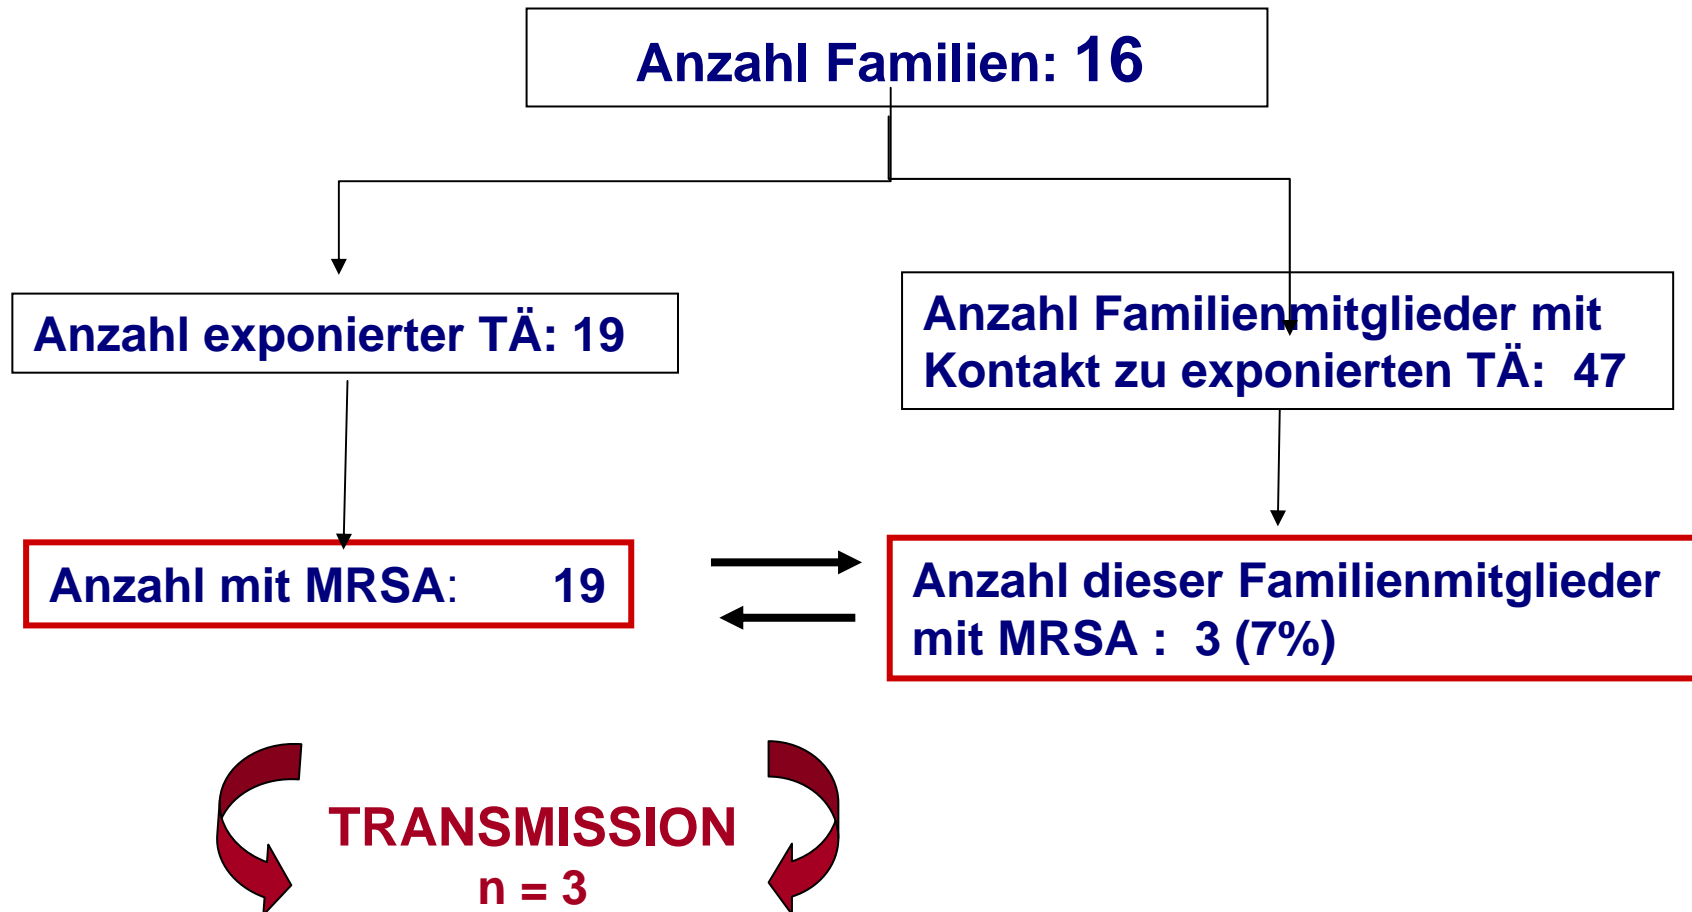 Anzahl Familien: 16
Anzahl exponierter TÄ: 19
Anzahl Familienmitglieder mit
Kontakt zu exponierten TÄ: 47
Anzahl mit MRSA: 19
Anzahl dieser Familienmitglieder
mit MRSA : 3 (7%)
TRANSMISSION
n = 3